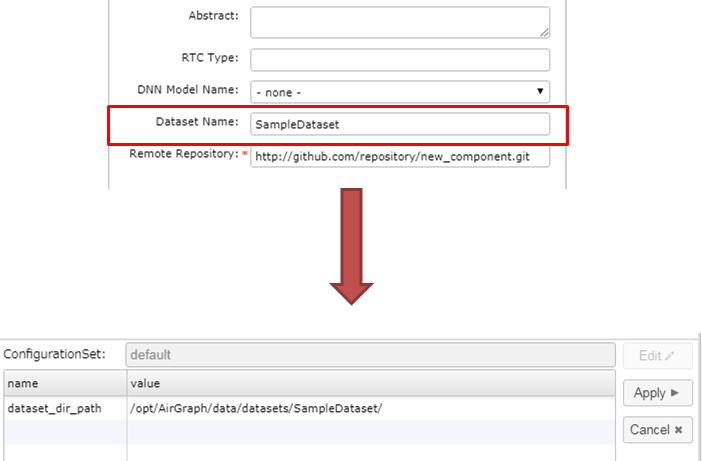 Abstract:
RTC Type:
DNN Model Name: - none -
Dataset Name: SampleDataset
Remote Repository:* http://github.com/repository/new_component.git
ConfigurationSet: default Edit
name value
Apply
dataset_dir_path /opt/AirGraph/data/datasets/SampleDataset/
Cancel